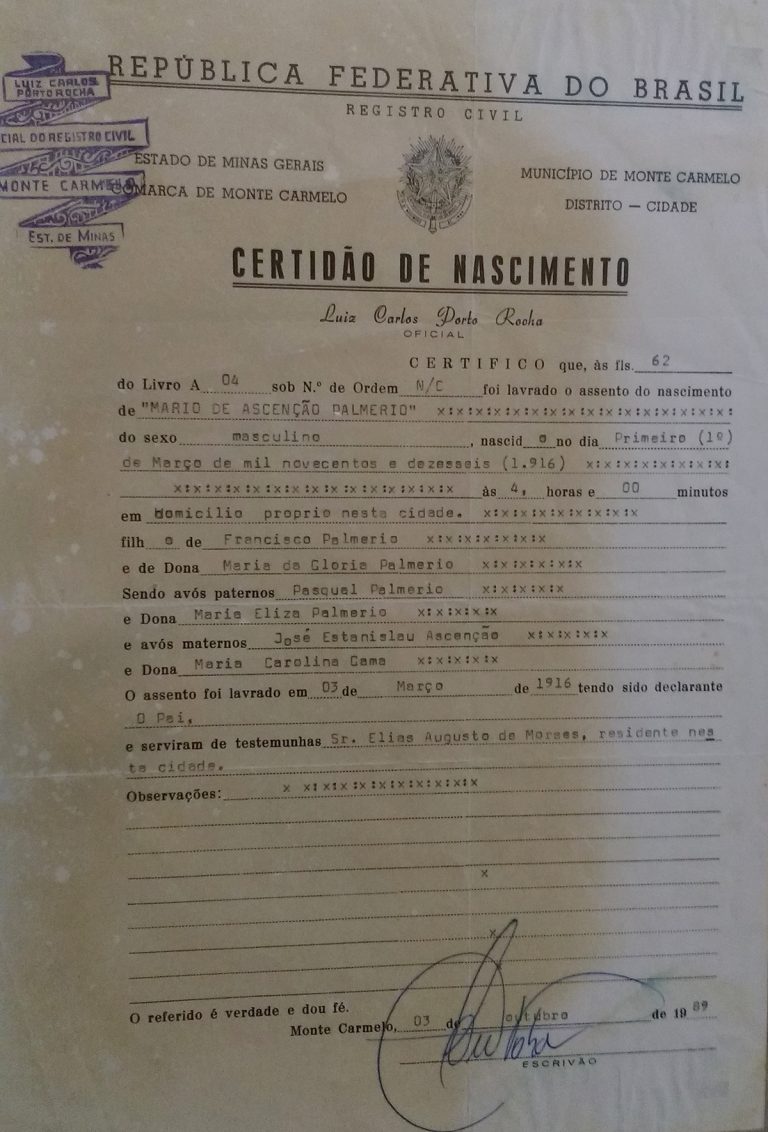 REPÚBLICA FEDERATIVA DO BRASIL
REGISTRO CIVIL
LUIZ CARLOS
PORTO ROCHA
CIAL DO REGISTRO CIVIL
MONTE CARMELO
EST. DE MINAS
ESTADO DE MINAS GERAIS
COMARCA DE MONTE CARMELO
MUNICÍPIO DE MONTE CARMELO
DISTRITO — CIDADE
CERTIDÃO DE NASCIMENTO
Luiz Carlos Porto Rocha
OFICIAL
CERTIFICO que, às fls. 62
do Livro A 04 sob N.º de Ordem N/C foi lavrado o assento do nascimento
de "MARIO DE ASCENÇÃO PALMERIO" x:x:x:x:x:x:x:x:x:x:x:x:x:x:
do sexo masculino, nascid o no dia Primeiro (1º)
de Março de mil novecentos e dezesseis (1.916) x:x:x:x:x:x:x:
x:x:x:x:x:x:x:x:x:x:x:x:x:x às 4, horas e 00 minutos
em domicilio proprio nesta cidade. x:x:x:x:x:x:x:x
filh o de Francisco Palmerio x:x:x:x:x:x
e de Dona Maria da Gloria Palmerio x:x:x:x:x
Sendo avós paternos Pasqual Palmerio x:x:x:x:x
e Dona Maria Eliza Palmerio x:x:x:x:x
e avós maternos José Estanislau Ascenção x:x:x:x:x
e Dona Maria Carolina Gama x:x:x:x:x
O assento foi lavrado em 03 de Março de 1916 tendo sido declarante
O Pai,
e serviram de testemunhas Sr. Elias Augusto de Moraes, residente nes
ta cidade.
Observações: x x:x:x:x:x:x:x:x:x:x
x
x
x
O referido é verdade e dou fé.
Monte Carmelo, 03 de outubro de 1989
ESCRIVÃO